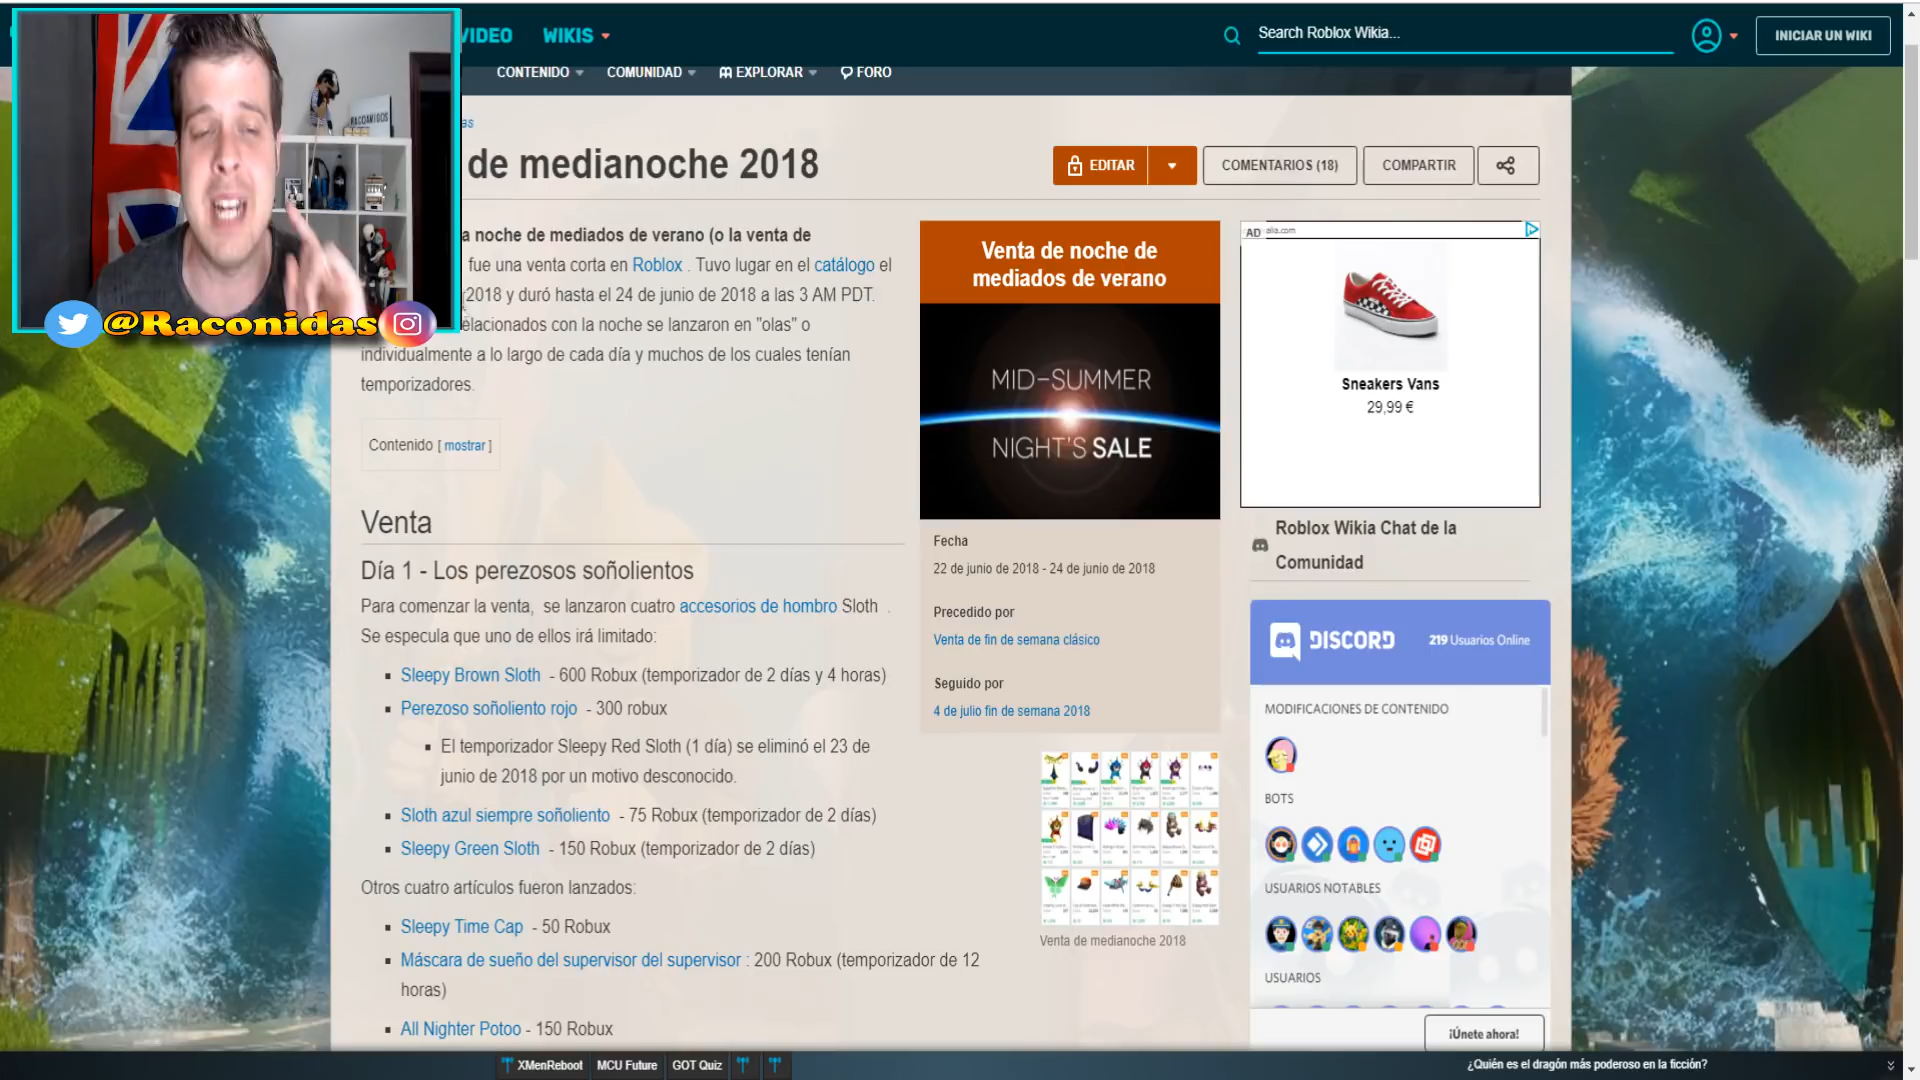 VIDEO
WIKIS
Search Roblox Wikia...
INICIAR UN WIKI
CONTENIDO
COMUNIDAD
EXPLORAR
FORO
RACOAMIGOS
@Raconidas
as
de medianoche 2018
EDITAR
COMENTARIOS (18)
COMPARTIR
a noche de mediados de verano (o la venta de
fue una venta corta en Roblox . Tuvo lugar en el catálogo el
2018 y duró hasta el 24 de junio de 2018 a las 3 AM PDT.
elacionados con la noche se lanzaron en "olas" o
individualmente a lo largo de cada día y muchos de los cuales tenían
temporizadores.
Contenido [ mostrar ]
Venta
Día 1 - Los perezosos soñolientos
Para comenzar la venta, se lanzaron cuatro accesorios de hombro Sloth .
Se especula que uno de ellos irá limitado:
Sleepy Brown Sloth - 600 Robux (temporizador de 2 días y 4 horas)
Perezoso soñoliento rojo - 300 robux
El temporizador Sleepy Red Sloth (1 día) se eliminó el 23 de
junio de 2018 por un motivo desconocido.
Sloth azul siempre soñoliento - 75 Robux (temporizador de 2 días)
Sleepy Green Sloth - 150 Robux (temporizador de 2 días)
Otros cuatro artículos fueron lanzados:
Sleepy Time Cap - 50 Robux
Máscara de sueño del supervisor del supervisor : 200 Robux (temporizador de 12
horas)
All Nighter Potoo - 150 Robux
Venta de noche de
mediados de verano
MID-SUMMER
NIGHT'S SALE
Fecha
22 de junio de 2018 - 24 de junio de 2018
Precedido por
Venta de fin de semana clásico
Seguido por
4 de julio fin de semana 2018
Venta de medianoche 2018
AD
alia.com
Sneakers Vans
29,99 €
Roblox Wikia Chat de la
Comunidad
DISCORD
219 Usuarios Online
MODIFICACIONES DE CONTENIDO
BOTS
USUARIOS NOTABLES
USUARIOS
¡Únete ahora!
XMenReboot
MCU Future
GOT Quiz
¿Quién es el dragón más poderoso en la ficción?